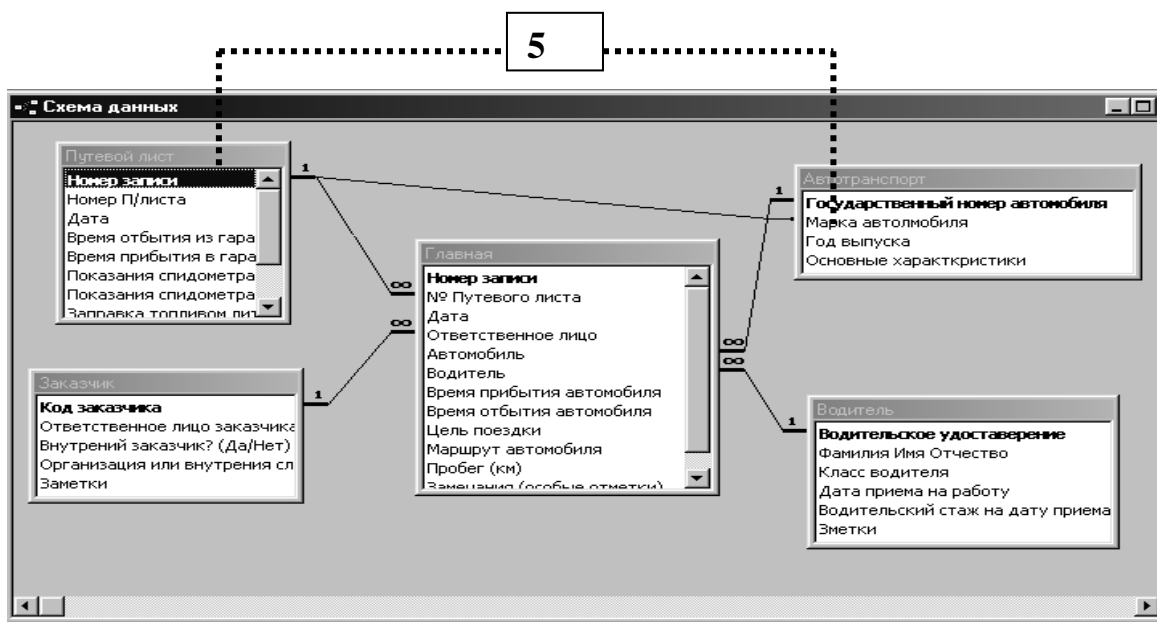 5
Схема данных
Путевой лист
Номер записи
Номер П/листа
Дата
Время отбытия из гара
Время прибытия в гара
Показания спидометра
Показания спидометра
Заправка топливом лит
1
∞
Заказчик
Код заказчика
Ответственное лицо заказчика
Внутрений заказчик? (Да/Нет)
Организация или внутрения сл
Заметки
1
∞
Главная
Номер записи
№ Путевого листа
Дата
Ответственное лицо
Автомобиль
Водитель
Время прибытия автомобиля
Время отбытия автомобиля
Цель поездки
Маршрут автомобиля
Пробег (км)
Замечания (особые отметки)
∞
∞
1
Автотранспорт
Государственный номер автомобиля
Марка автолмобиля
Год выпуска
Основные характкристики
1
Водитель
Водительское удоставерение
Фамилия Имя Отчество
Класс водителя
Дата приема на работу
Водительский стаж на дату приема
Зметки